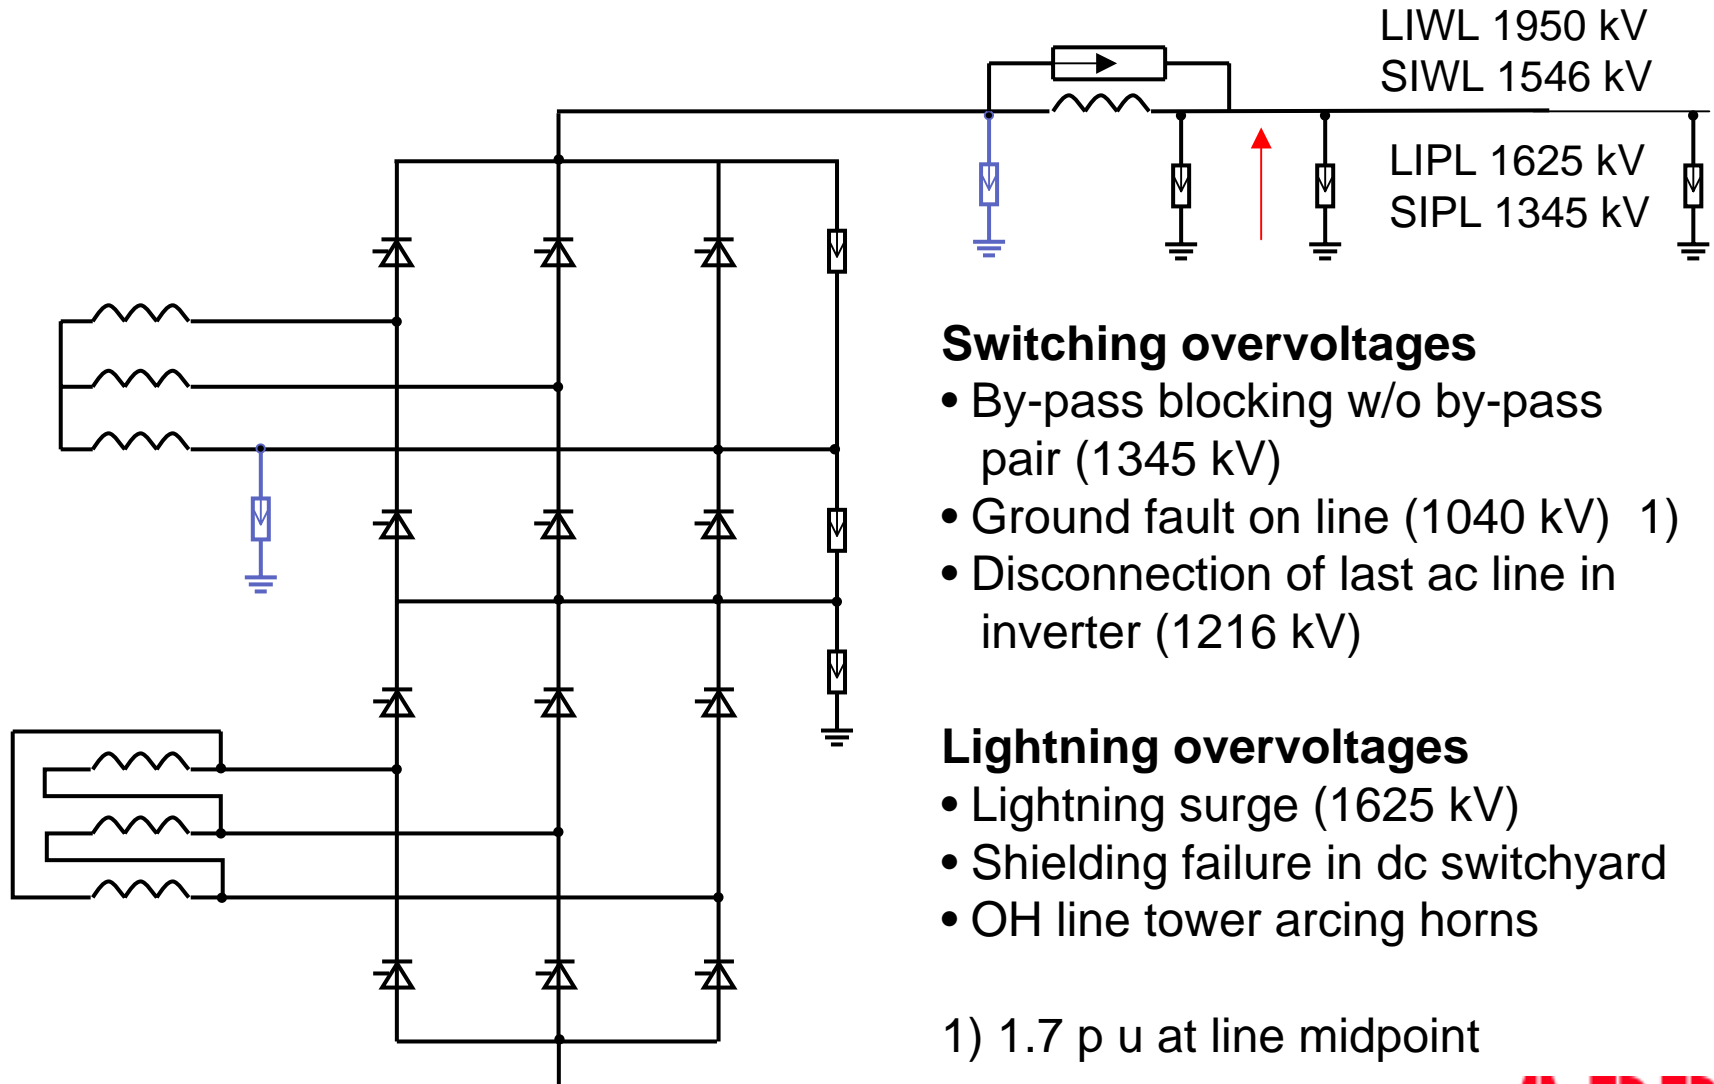 LIWL 1950 kV
SIWL 1546 kV
LIPL 1625 kV
SIPL 1345 kV
Switching overvoltages
• By-pass blocking w/o by-pass
pair (1345 kV)
• Ground fault on line (1040 kV) 1)
• Disconnection of last ac line in
inverter (1216 kV)
Lightning overvoltages
• Lightning surge (1625 kV)
• Shielding failure in dc switchyard
• OH line tower arcing horns
1) 1.7 p u at line midpoint